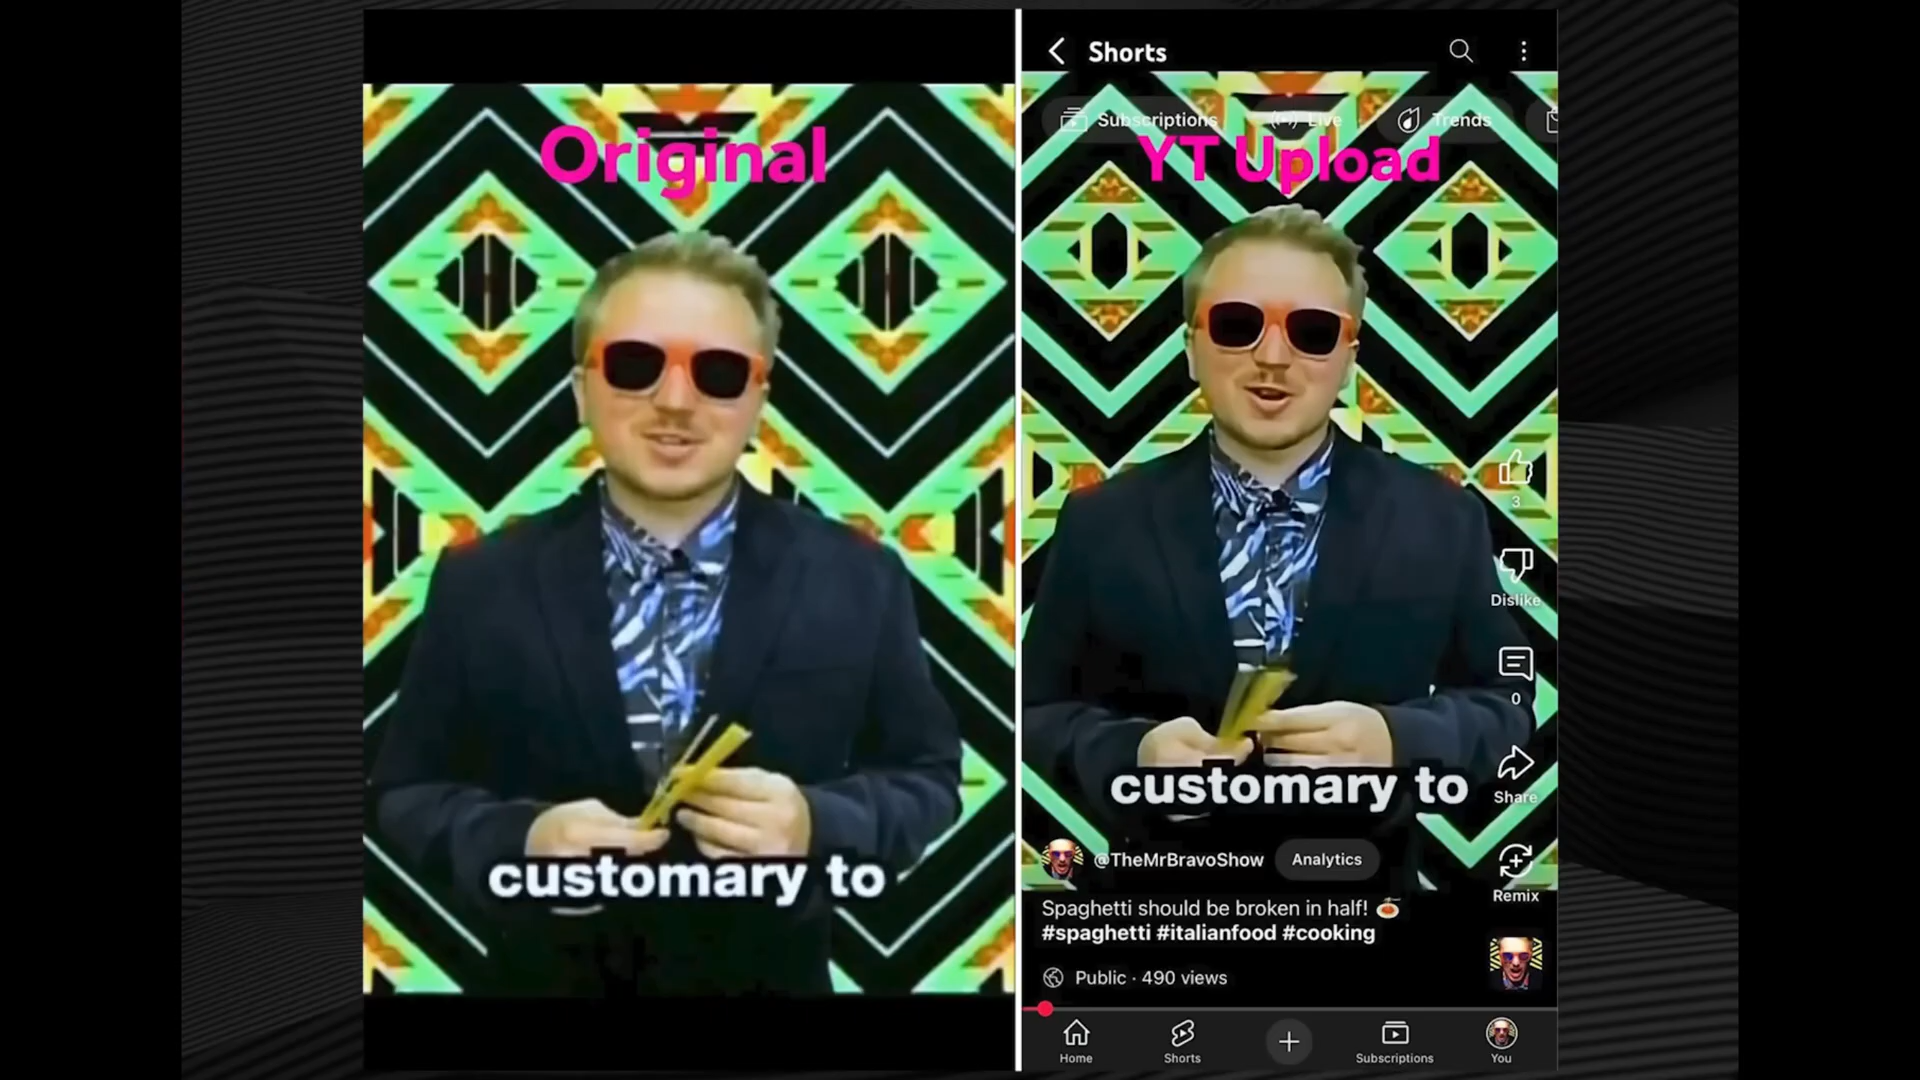 Original
customary to
Shorts
Subscriptions Live Trends
YT Upload
3
Dislike
0
Share
customary to
@TheMrBravoShow Analytics
Remix
Spaghetti should be broken in half! 🍝
#spaghetti #italianfood #cooking
Public · 490 views
Home Shorts Subscriptions You